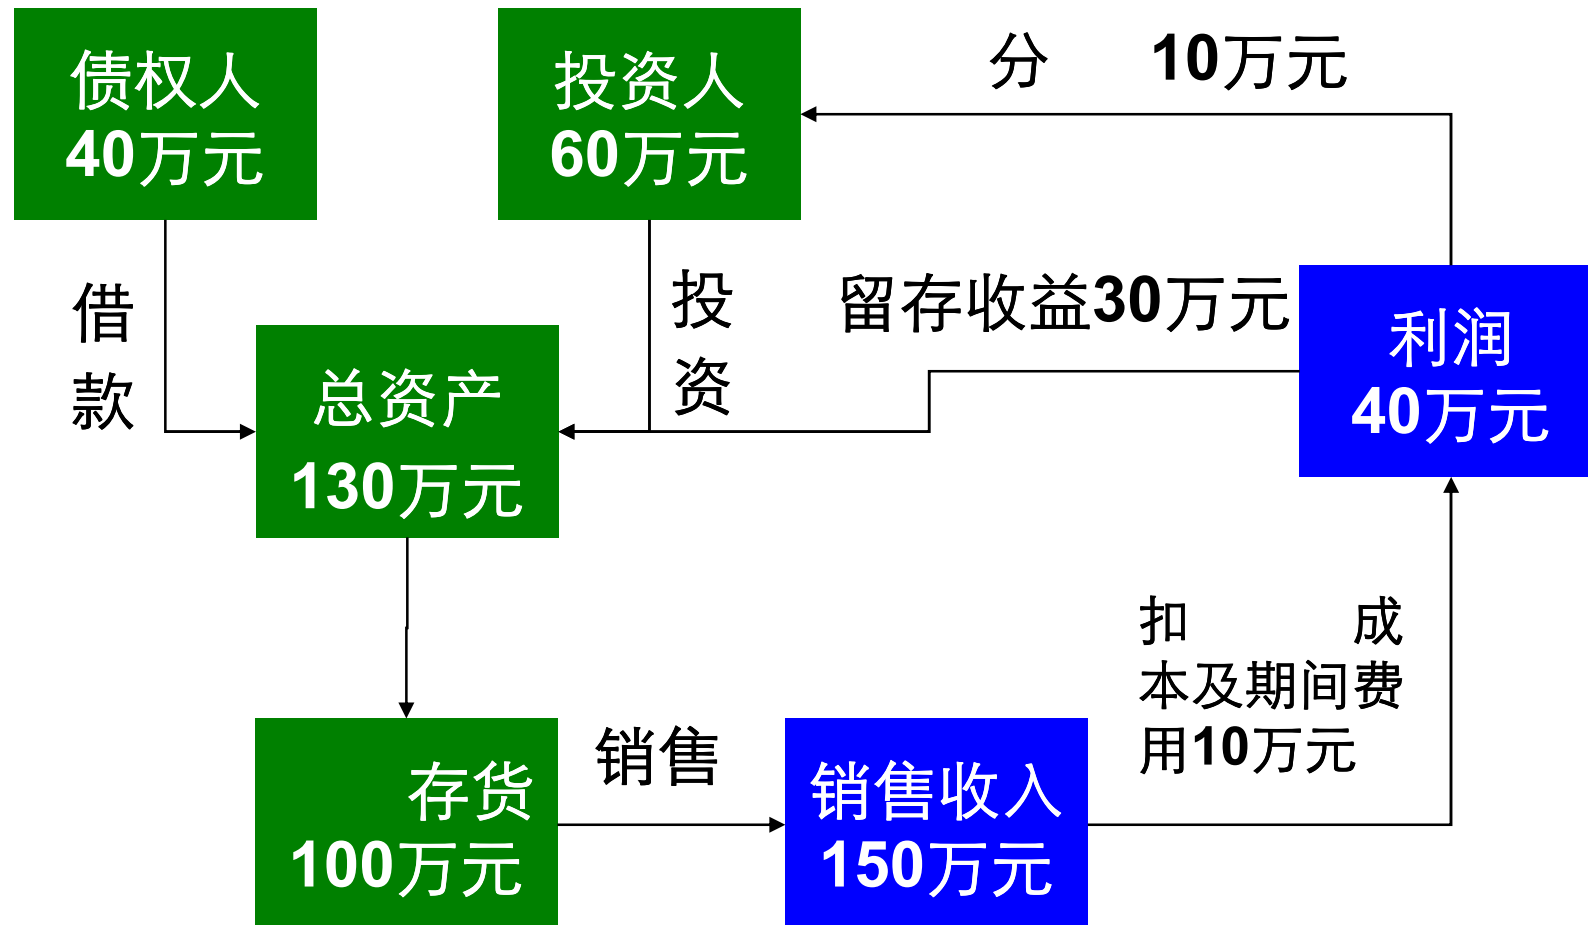 债权人
40万元
投资人
60万元
分 10万元
借
款
投
资
留存收益30万元
利润
40万元
总资产
130万元
扣 成
本及期间费
用10万元
存货
100万元
销售
销售收入
150万元